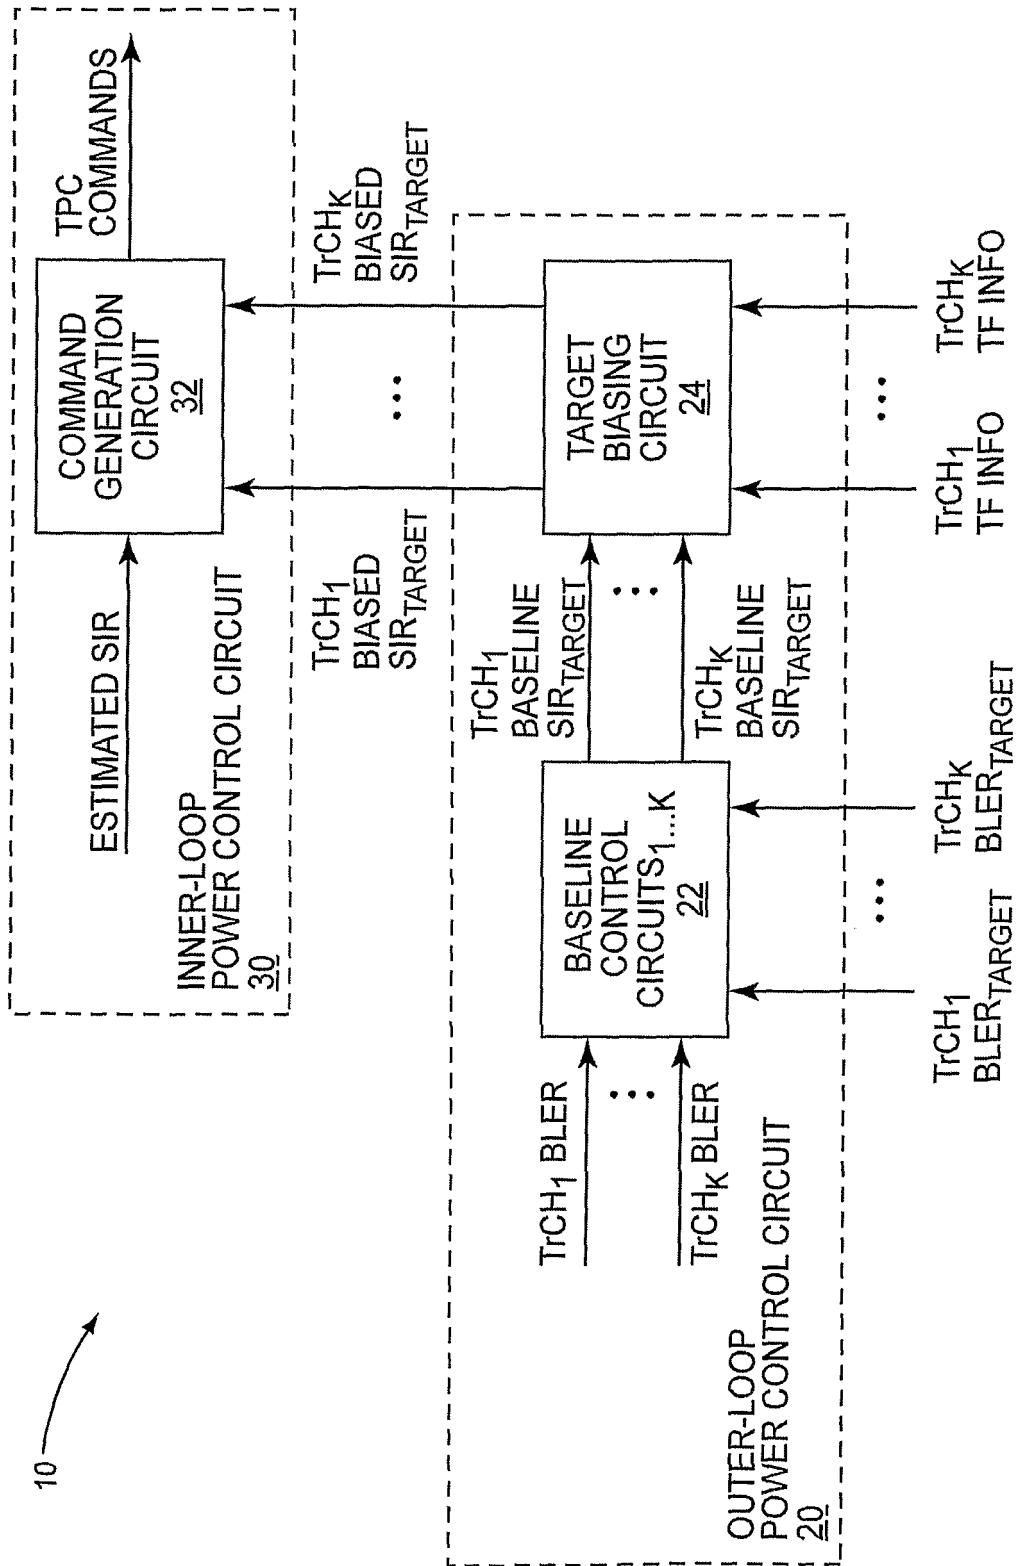 10
INNER-LOOP
POWER CONTROL CIRCUIT
30
ESTIMATED SIR
COMMAND
GENERATION
CIRCUIT
32
TPC
COMMANDS
TrCH1
BIASED
SIRTARGET
...
TrCHK
BIASED
SIRTARGET
OUTER-LOOP
POWER CONTROL CIRCUIT
20
TrCH1 BLER
...
TrCHK BLER
BASELINE
CONTROL
CIRCUITS1...K
22
TrCH1
BASELINE
SIRTARGET
...
TrCHK
BASELINE
SIRTARGET
TARGET
BIASING
CIRCUIT
24
TrCH1
BLERTARGET
...
TrCHK
BLERTARGET
TrCH1
TF INFO
...
TrCHK
TF INFO